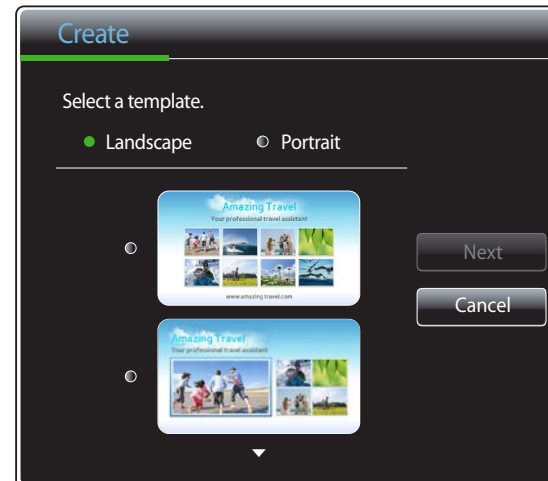 Create
Select a template.
Landscape Portrait
Amazing Travel
Your professional travel assistant
www.amazing travel.com
Next
Cancel
Amazing Travel
Your professional travel assistant